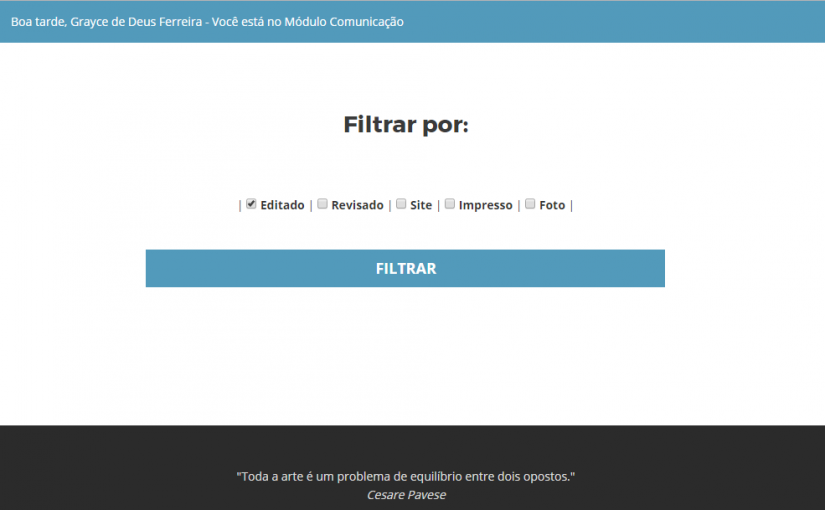 Boa tarde, Grayce de Deus Ferreira - Você está no Módulo Comunicação
Filtrar por:
| Editado | Revisado | Site | Impresso | Foto |
FILTRAR
"Toda a arte é um problema de equilíbrio entre dois opostos."
Cesare Pavese